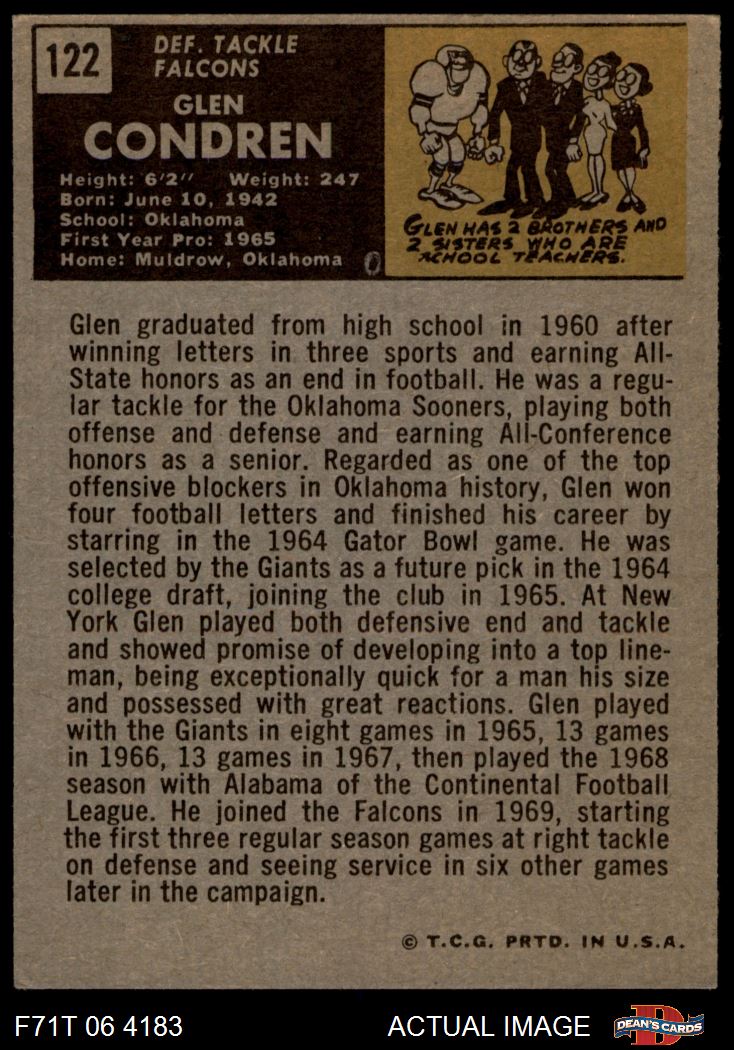 122
DEF. TACKLE
FALCONS
GLEN
CONDREN
Height: 6'2" Weight: 247
Born: June 10, 1942
School: Oklahoma
First Year Pro: 1965
Home: Muldrow, Oklahoma
GLEN HAS 2 BROTHERS AND
2 SISTERS WHO ARE
SCHOOL TEACHERS.
Glen graduated from high school in 1960 after
winning letters in three sports and earning All-
State honors as an end in football. He was a regu-
lar tackle for the Oklahoma Sooners, playing both
offense and defense and earning All-Conference
honors as a senior. Regarded as one of the top
offensive blockers in Oklahoma history, Glen won
four football letters and finished his career by
starring in the 1964 Gator Bowl game. He was
selected by the Giants as a future pick in the 1964
college draft, joining the club in 1965. At New
York Glen played both defensive end and tackle
and showed promise of developing into a top line-
man, being exceptionally quick for a man his size
and possessed with great reactions. Glen played
with the Giants in eight games in 1965, 13 games
in 1966, 13 games in 1967, then played the 1968
season with Alabama of the Continental Football
League. He joined the Falcons in 1969, starting
the first three regular season games at right tackle
on defense and seeing service in six other games
later in the campaign.
© T.C.G. PRTD. IN U.S.A.
F71T 06 4183 ACTUAL IMAGE DEAN'S CARDS